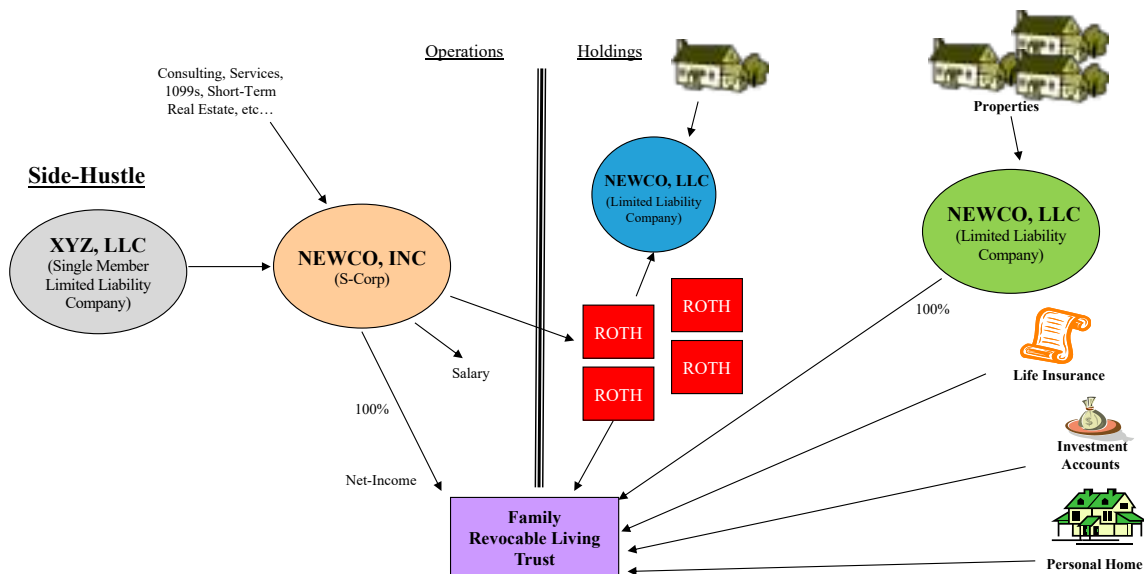 Operations
Holdings
Consulting, Services,
1099s, Short-Term
Real Estate, etc…
Properties
Side-Hustle
XYZ, LLC
(Single Member
Limited Liability
Company)
NEWCO, INC
(S-Corp)
NEWCO, LLC
(Limited Liability
Company)
NEWCO, LLC
(Limited Liability
Company)
ROTH
ROTH
ROTH
ROTH
100%
Salary
Life Insurance
100%
Net-Income
$
Investment
Accounts
Family
Revocable Living
Trust
Personal Home